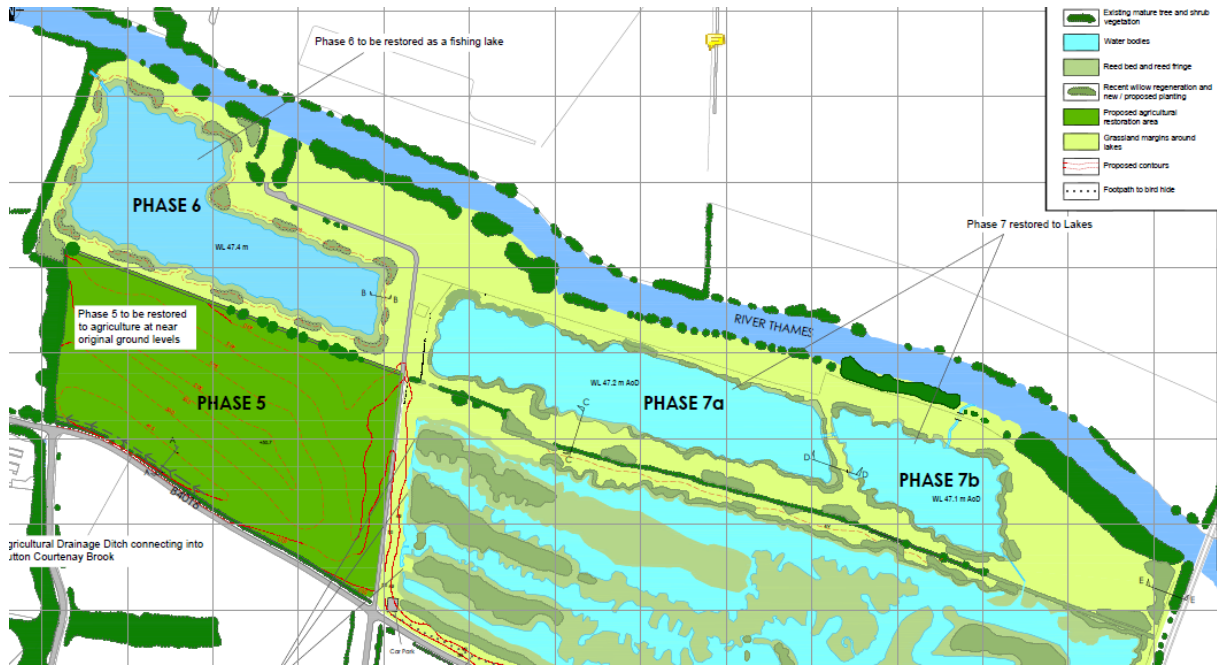 Phase 6 to be restored as a fishing lake
Existing mature tree and shrub
vegetation
Water bodies
Reed bed and reed fringe
Recent willow regeneration and
new / proposed planting
Proposed agricultural
restoration area
Grassland margins around
lakes
Proposed contours
Footpath to bird hide
PHASE 6
WL 47.4 m
B B
Phase 7 restored to Lakes
Phase 5 to be restored
to agriculture at near
original ground levels
RIVER THAMES
PHASE 5
WL 47.2 m AoD
PHASE 7a
C
C
D D
PHASE 7b
WL 47.1 m AoD
B4016
gricultural Drainage Ditch connecting into
utton Courtenay Brook
E E
Car Park